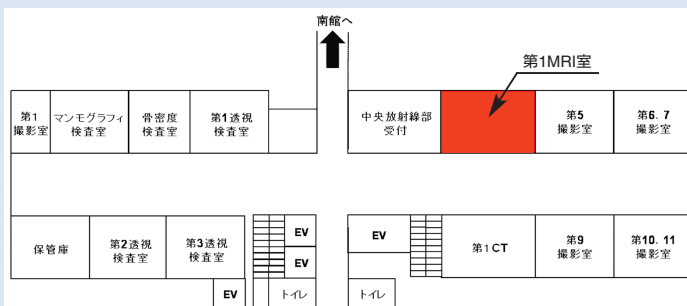 南館へ
第1MRI室
第1
撮影室
マンモグラフィ
検査室
骨密度
検査室
第1透視
検査室
中央放射線部
受付
第5
撮影室
第6. 7
撮影室
保管庫
第2透視
検査室
第3透視
検査室
EV
EV
EV
トイレ
EV
トイレ
第1CT
第9
撮影室
第10. 11
撮影室